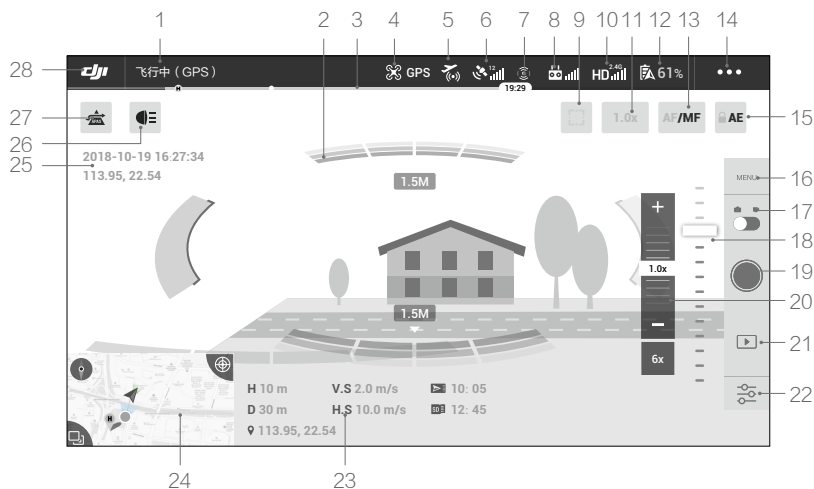 1 2 3 4 5 6 7 8 9 10 11 12 13 14
28 dji 飞行中（GPS） GPS 12 HD 2.4G 61%
H 19:29
27 1.0x AF/MF AE 15
26
2018-10-19 16:27:34
25 113.95, 22.54
MENU 16
1.5M
17
18
1.0x 19
20
1.5M
21
6x
H 10 m V.S 2.0 m/s 10: 05
22
D 30 m H.S 10.0 m/s SD 12: 45
H
113.95, 22.54
24 23